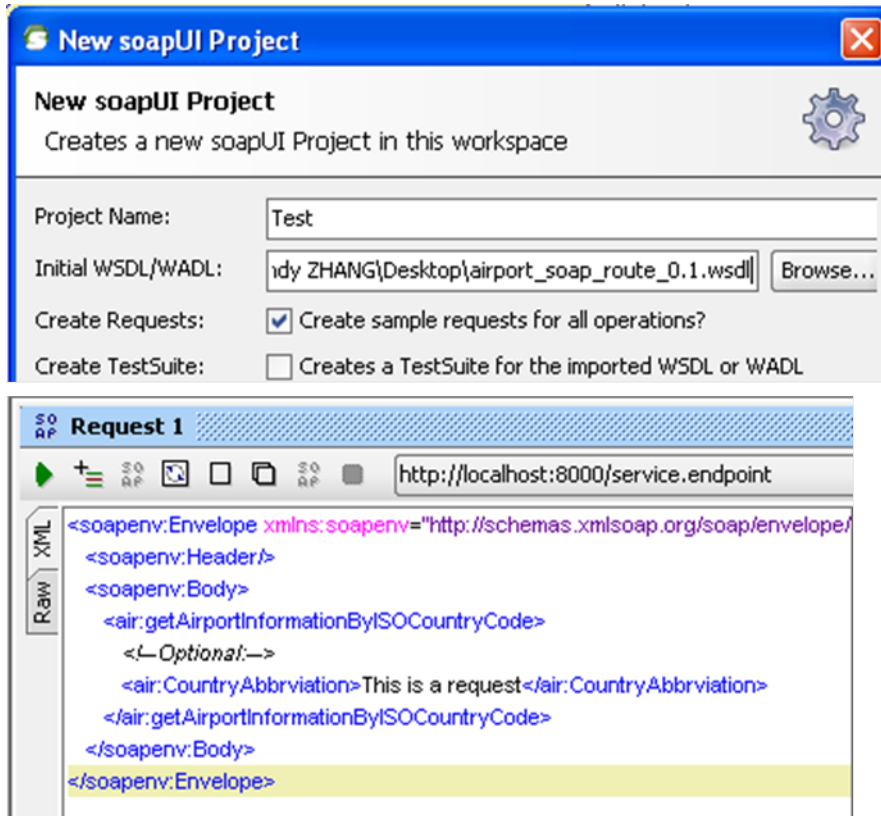 New soapUI Project
New soapUI Project
Creates a new soapUI Project in this workspace
Project Name: Test
Initial WSDL/WADL: ZHANG\Desktop\airport_soap_route_0.1.wsdl Browse...
Create Requests: Create sample requests for all operations?
Create TestSuite: Creates a TestSuite for the imported WSDL or WADL
SOAP Request 1
SOAP SOAP http://localhost:8000/service.endpoint
XML
Raw
<soapenv:Envelope xmlns:soapenv="http://schemas.xmlsoap.org/soap/envelope/
<soapenv:Header/>
<soapenv:Body>
<air:getAirportInformationByISOCountryCode>
<!--Optional:-->
<air:CountryAbbrviation>This is a request</air:CountryAbbrviation>
</air:getAirportInformationByISOCountryCode>
</soapenv:Body>
</soapenv:Envelope>